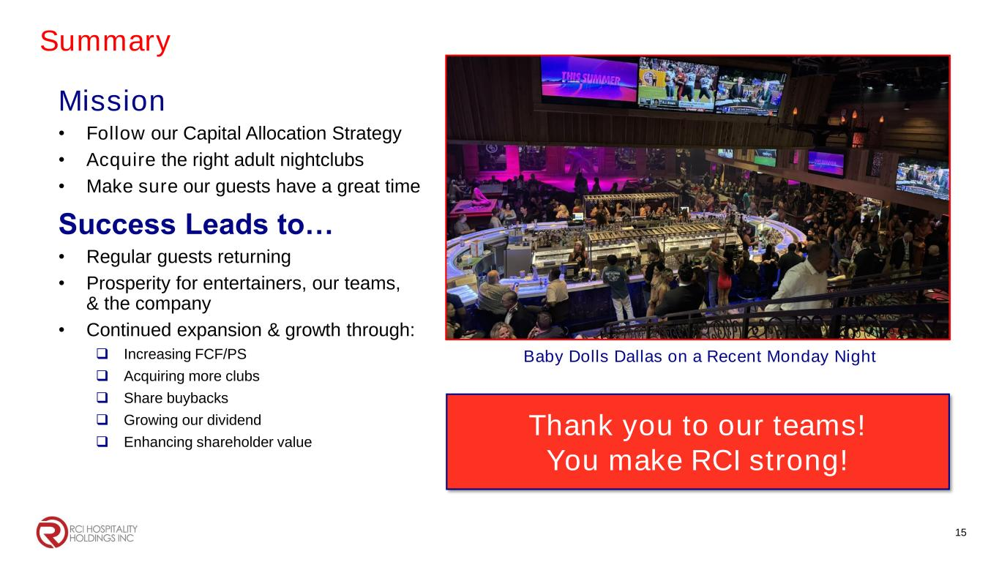 Summary
Mission
• Follow our Capital Allocation Strategy
• Acquire the right adult nightclubs
• Make sure our guests have a great time
Success Leads to…
• Regular guests returning
• Prosperity for entertainers, our teams,
& the company
• Continued expansion & growth through:
❑ Increasing FCF/PS
❑ Acquiring more clubs
❑ Share buybacks
❑ Growing our dividend
❑ Enhancing shareholder value
THIS SUMMER
THIS SUMMER
Baby Dolls Dallas on a Recent Monday Night
Thank you to our teams!
You make RCI strong!
RCI HOSPITALITY
HOLDINGS INC
15